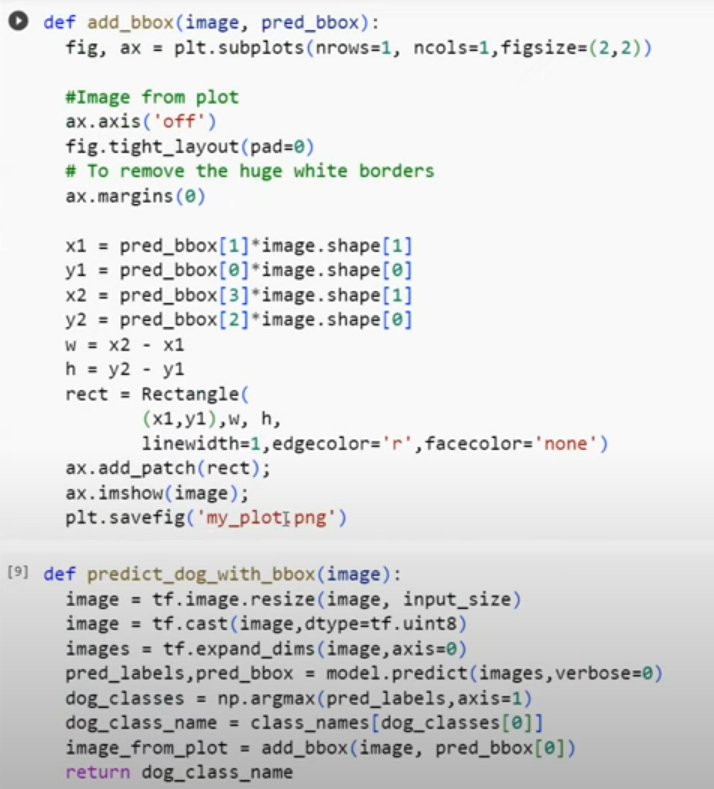 def add_bbox(image, pred_bbox):
fig, ax = plt.subplots(nrows=1, ncols=1,figsize=(2,2))
#Image from plot
ax.axis('off')
fig.tight_layout(pad=0)
# To remove the huge white borders
ax.margins(0)
x1 = pred_bbox[1]*image.shape[1]
y1 = pred_bbox[0]*image.shape[0]
x2 = pred_bbox[3]*image.shape[1]
y2 = pred_bbox[2]*image.shape[0]
w = x2 - x1
h = y2 - y1
rect = Rectangle(
(x1,y1),w, h,
linewidth=1,edgecolor='r',facecolor='none')
ax.add_patch(rect);
ax.imshow(image);
plt.savefig('my_plot.png')
[9] def predict_dog_with_bbox(image):
image = tf.image.resize(image, input_size)
image = tf.cast(image,dtype=tf.uint8)
images = tf.expand_dims(image,axis=0)
pred_labels,pred_bbox = model.predict(images,verbose=0)
dog_classes = np.argmax(pred_labels,axis=1)
dog_class_name = class_names[dog_classes[0]]
image_from_plot = add_bbox(image, pred_bbox[0])
return dog_class_name